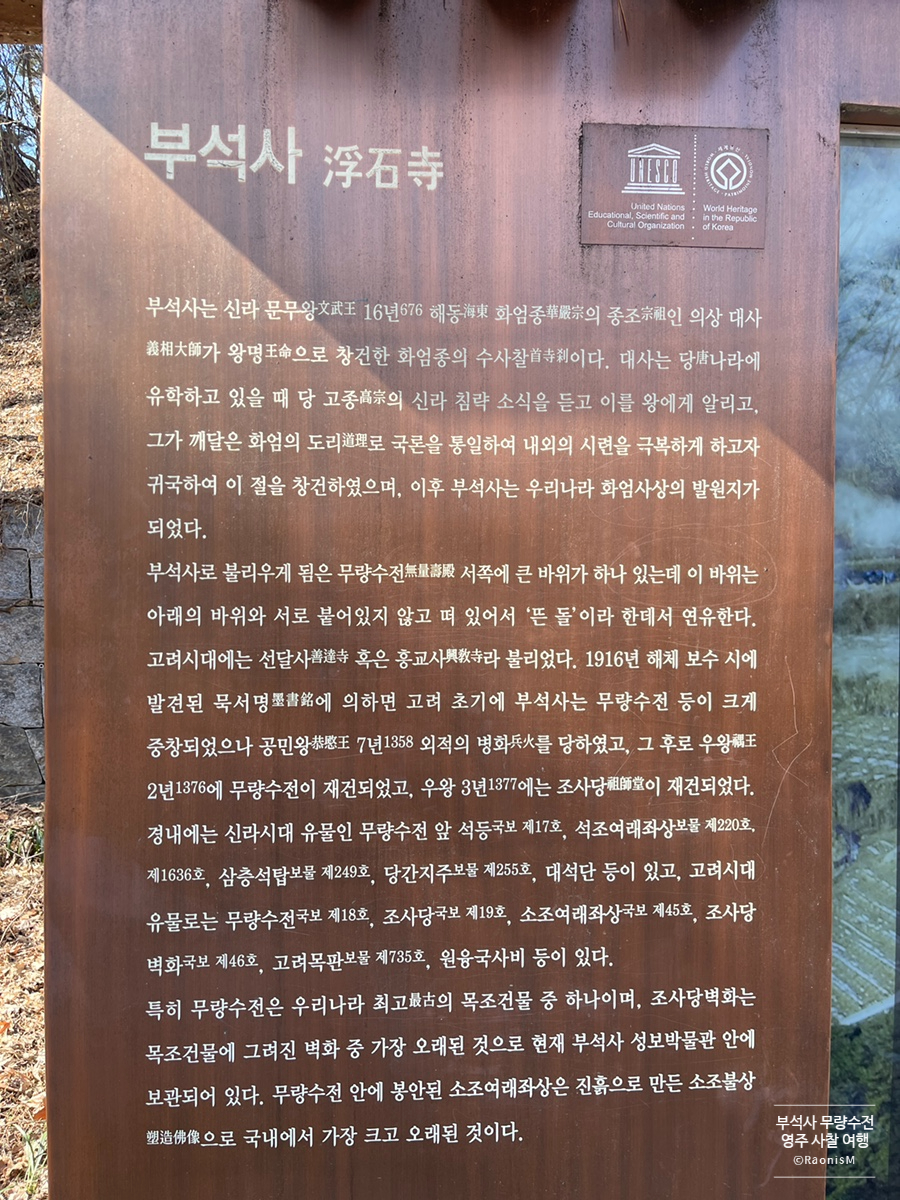 부석사 浮石寺
UNESCO
United Nations
Educational, Scientific and
Cultural Organization
World Heritage
in the Republic
of Korea
부석사는 신라 문무왕文武王 16년676 해동海東 화엄종華嚴宗의 종조宗祖인 의상 대사
義相大師가 왕명王命으로 창건한 화엄종의 수사찰首寺刹이다. 대사는 당唐나라에
유학하고 있을 때 당 고종高宗의 신라 침략 소식을 듣고 이를 왕에게 알리고,
그가 깨달은 화엄의 도리道理로 국론을 통일하여 내외의 시련을 극복하게 하고자
귀국하여 이 절을 창건하였으며, 이후 부석사는 우리나라 화엄사상의 발원지가
되었다.
부석사로 불리우게 됨은 무량수전無量壽殿 서쪽에 큰 바위가 하나 있는데 이 바위는
아래의 바위와 서로 붙어있지 않고 떠 있어서 ‘뜬 돌’이라 한데서 연유한다.
고려시대에는 선달사善達寺 혹은 흥교사興敎寺라 불리었다. 1916년 해체 보수 시에
발견된 묵서명墨書銘에 의하면 고려 초기에 부석사는 무량수전 등이 크게
중창되었으나 공민왕恭愍王 7년1358 외적의 병화兵火를 당하였고, 그 후로 우왕禑王
2년1376에 무량수전이 재건되었고, 우왕 3년1377에는 조사당祖師堂이 재건되었다.
경내에는 신라시대 유물인 무량수전 앞 석등국보 제17호, 석조여래좌상보물 제220호,
제1636호, 삼층석탑보물 제249호, 당간지주보물 제255호, 대석단 등이 있고, 고려시대
유물로는 무량수전국보 제18호, 조사당국보 제19호, 소조여래좌상국보 제45호, 조사당
벽화국보 제46호, 고려목판보물 제735호, 원융국사비 등이 있다.
특히 무량수전은 우리나라 최고最古의 목조건물 중 하나이며, 조사당벽화는
목조건물에 그려진 벽화 중 가장 오래된 것으로 현재 부석사 성보박물관 안에
보관되어 있다. 무량수전 안에 봉안된 소조여래좌상은 진흙으로 만든 소조불상
塑造佛像으로 국내에서 가장 크고 오래된 것이다.
부석사 무량수전
영주 사찰 여행
©RaonisM